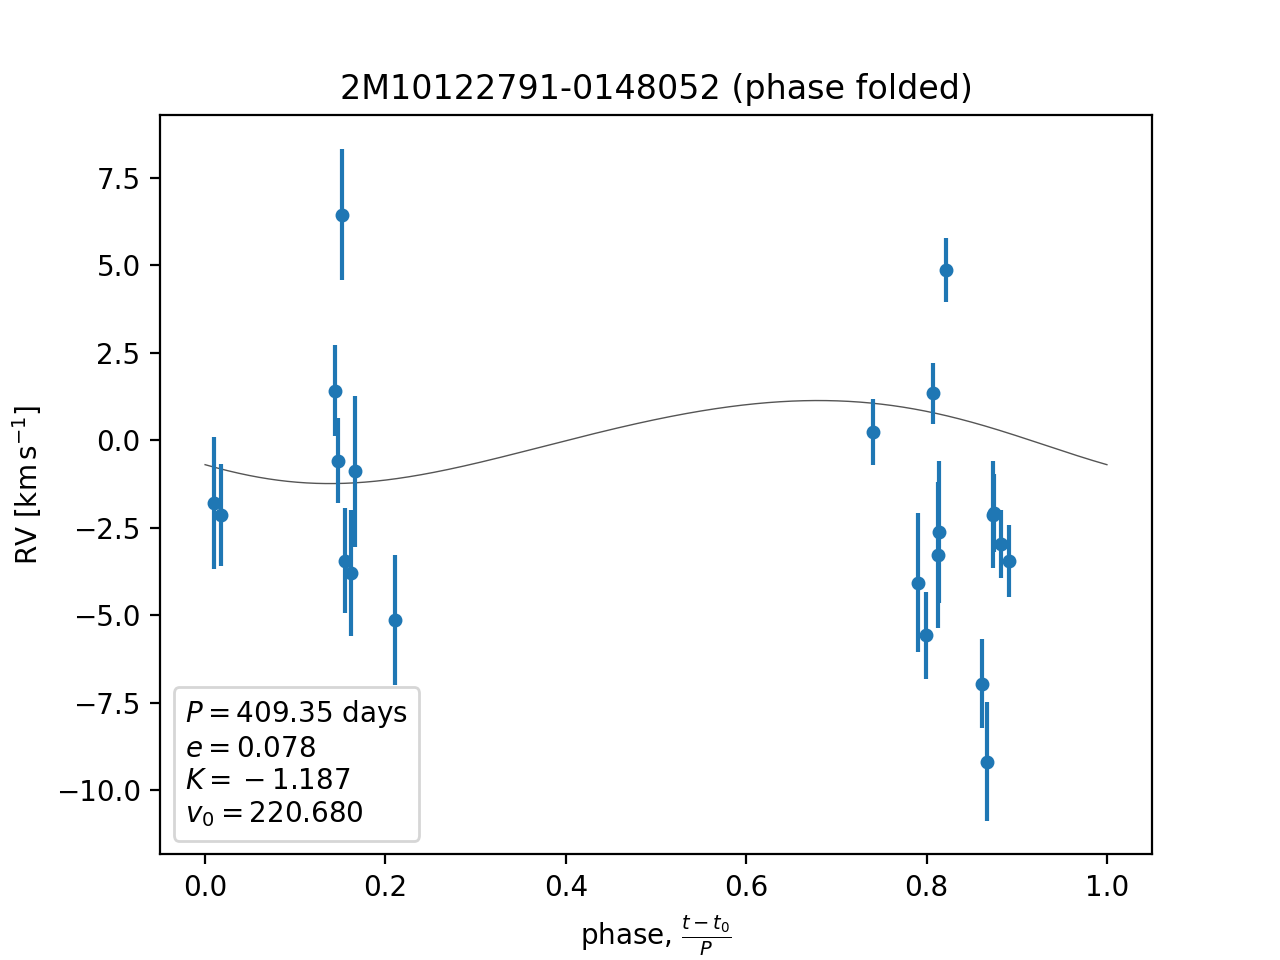 2M10122791-0148052 (phase folded)
7.5
5.0
2.5
0.0
−2.5
−5.0
−7.5
−10.0
RV [km s⁻¹]
P = 409.35 days
e = 0.078
K = −1.187
v₀ = 220.680
0.0 0.2 0.4 0.6 0.8 1.0
phase, (t − t₀)/P